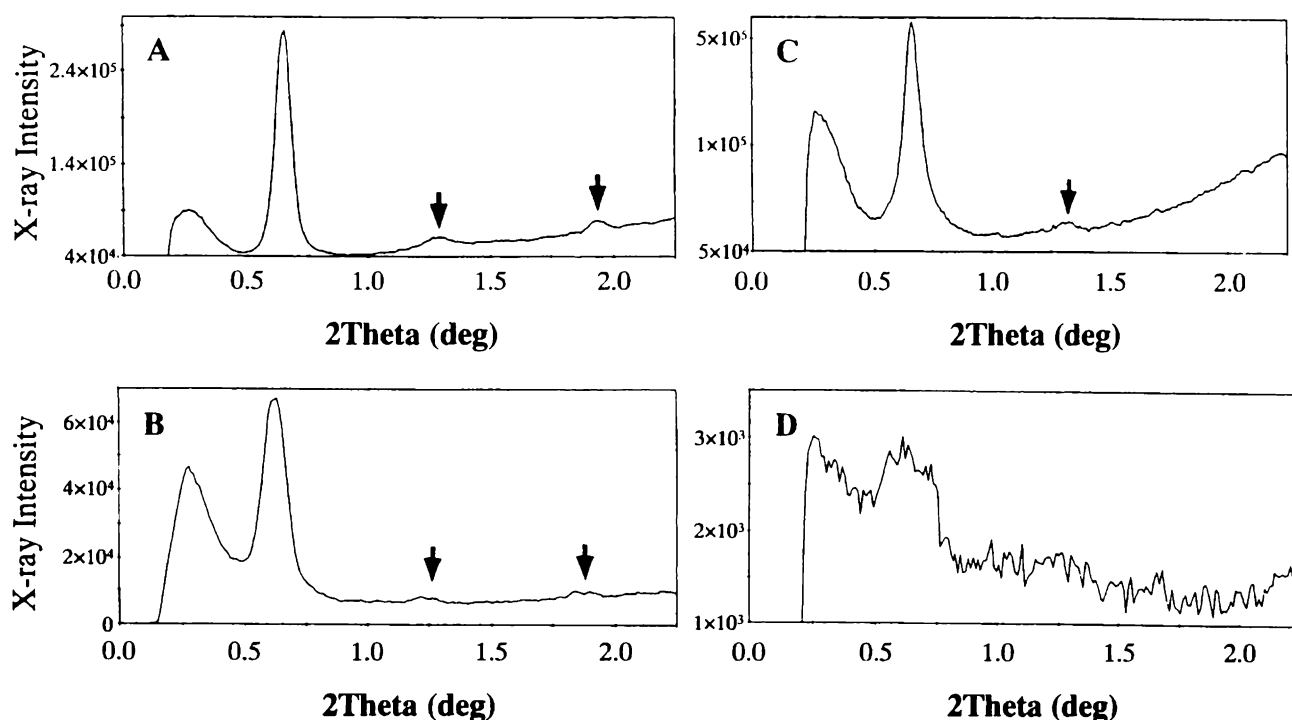 A
X-ray Intensity
2.4×10⁵
1.4×10⁵
4×10⁴
0.0 0.5 1.0 1.5 2.0
2Theta (deg)
C
5×10⁵
1×10⁵
5×10⁴
0.0 0.5 1.0 1.5 2.0
2Theta (deg)
B
X-ray Intensity
6×10⁴
4×10⁴
2×10⁴
0
0.0 0.5 1.0 1.5 2.0
2Theta (deg)
D
3×10³
2×10³
1×10³
0.0 0.5 1.0 1.5 2.0
2Theta (deg)